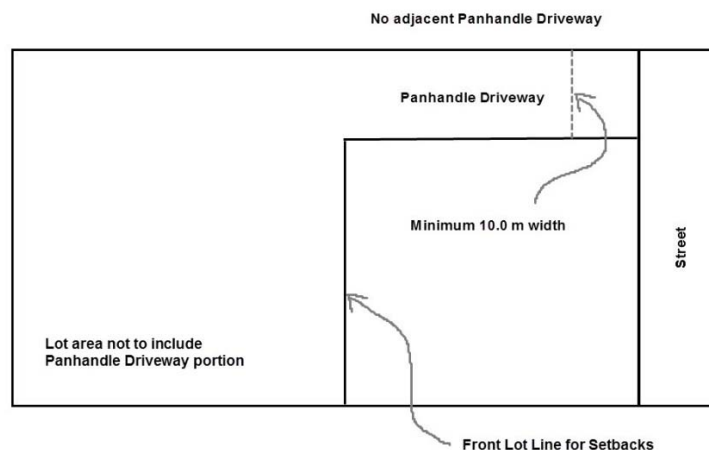 No adjacent Panhandle Driveway
Panhandle Driveway
Minimum 10.0 m width
Street
Lot area not to include
Panhandle Driveway portion
Front Lot Line for Setbacks